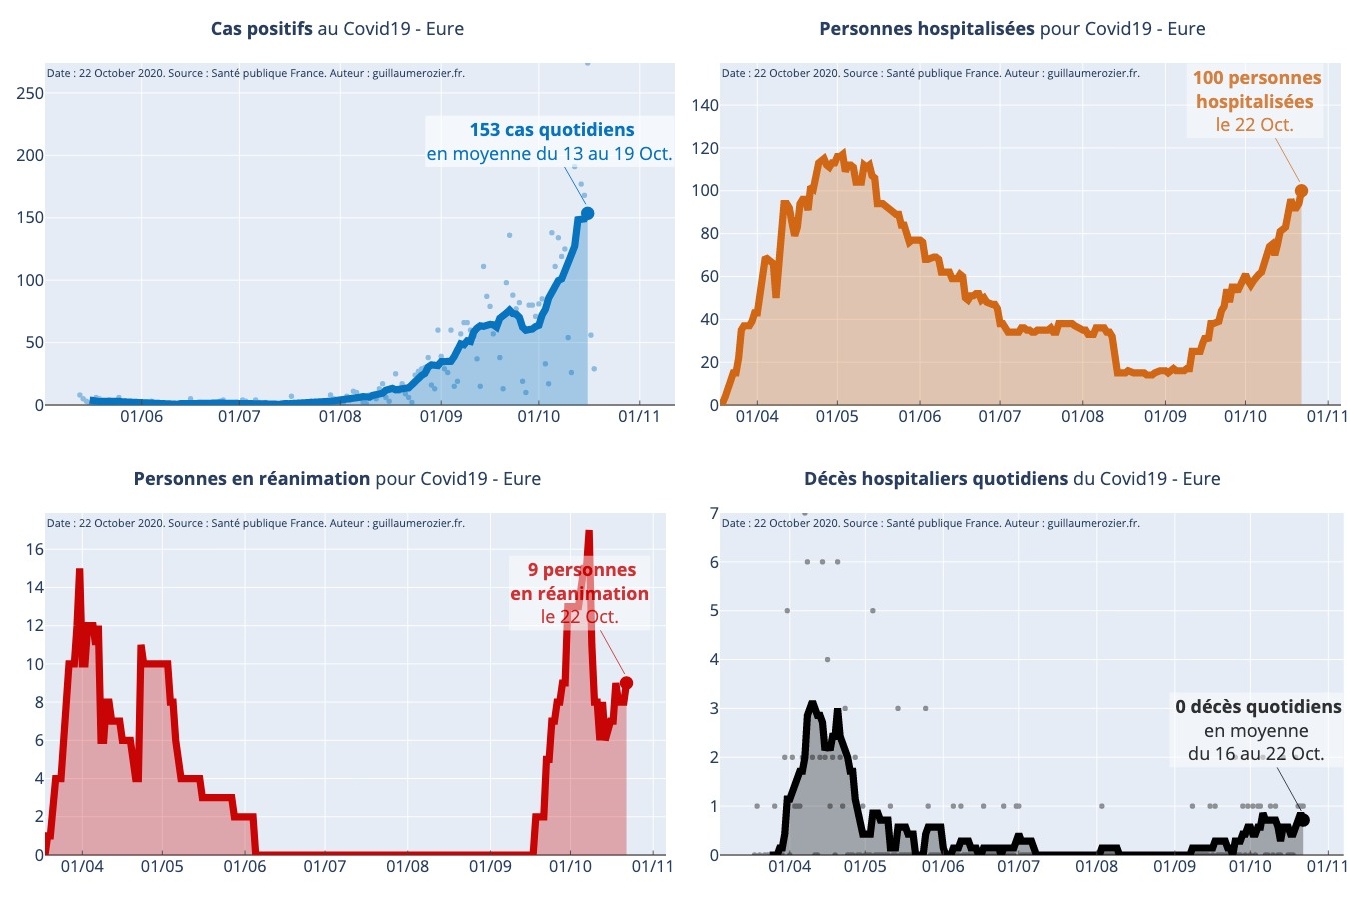 Cas positifs au Covid19 - Eure
Date : 22 October 2020. Source : Santé publique France. Auteur : guillaumerozier.fr.
250
200
150
100
50
0
153 cas quotidiens
en moyenne du 13 au 19 Oct.
01/06 01/07 01/08 01/09 01/10 01/11
Personnes hospitalisées pour Covid19 - Eure
Date : 22 October 2020. Source : Santé publique France. Auteur : guillaumerozier.fr.
140
120
100
80
60
40
20
0
100 personnes
hospitalisées
le 22 Oct.
01/04 01/05 01/06 01/07 01/08 01/09 01/10 01/11
Personnes en réanimation pour Covid19 - Eure
Date : 22 October 2020. Source : Santé publique France. Auteur : guillaumerozier.fr.
16
14
12
10
8
6
4
2
0
9 personnes
en réanimation
le 22 Oct.
01/04 01/05 01/06 01/07 01/08 01/09 01/10 01/11
Décès hospitaliers quotidiens du Covid19 - Eure
Date : 22 October 2020. Source : Santé publique France. Auteur : guillaumerozier.fr.
7
6
5
4
3
2
1
0
0 décès quotidiens
en moyenne
du 16 au 22 Oct.
01/04 01/05 01/06 01/07 01/08 01/09 01/10 01/11